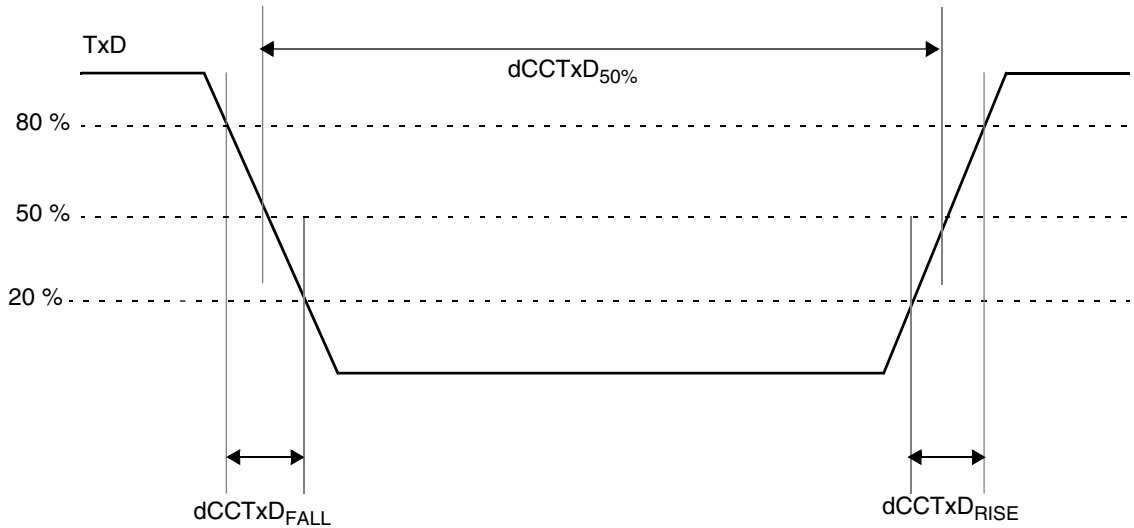 TxD
dCCTxD50%
80 %
50 %
20 %
dCCTxDFALL
dCCTxDRISE